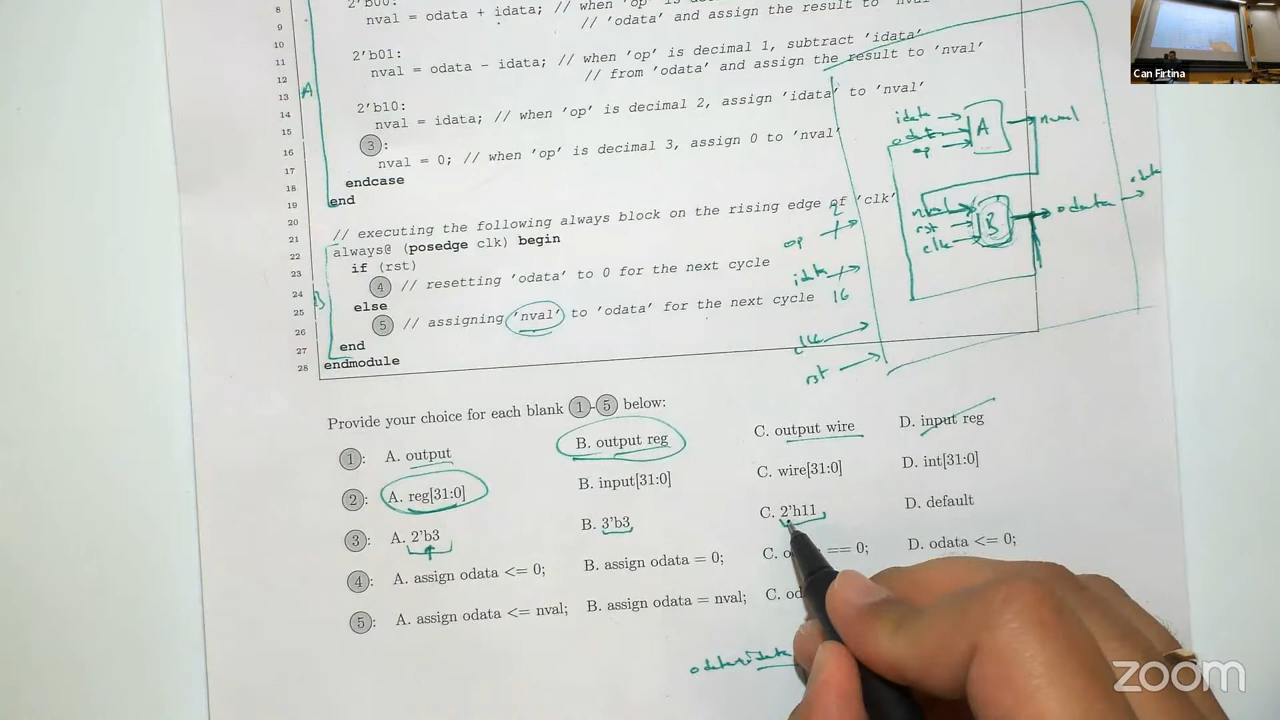 8 2'b00:
9 nval = odata + idata; // when 'op' is
10 // 'odata' and assign the result to
11 2'b01:
12 nval = odata − idata; // when 'op' is decimal 1, subtract 'idata'
13 // from 'odata' and assign the result to 'nval'
14 2'b10:
15 nval = idata; // when 'op' is decimal 2, assign 'idata' to 'nval'
16 3:
17 nval = 0; // when 'op' is decimal 3, assign 0 to 'nval'
18 endcase
19 end
20
21 // executing the following always block on the rising edge of 'clk'
22 always@ (posedge clk) begin
23 if (rst)
24 4 // resetting 'odata' to 0 for the next cycle
25 else
26 5 // assigning 'nval' to 'odata' for the next cycle
27 end
28 endmodule
A
B
idata
odata
op
A
nval
nval
rst
clk
B
odata
op 2
idata 16
clk
rst
Provide your choice for each blank 1-5 below:
1: A. output B. output reg C. output wire D. input reg
2: A. reg[31:0] B. input[31:0] C. wire[31:0] D. int[31:0]
3: A. 2'b3 B. 3'b3 C. 2'h11 D. default
4: A. assign odata <= 0; B. assign odata = 0; C. == 0; D. odata <= 0;
5: A. assign odata <= nval; B. assign odata = nval; C.
odata+idata
Can Firtina
zoom